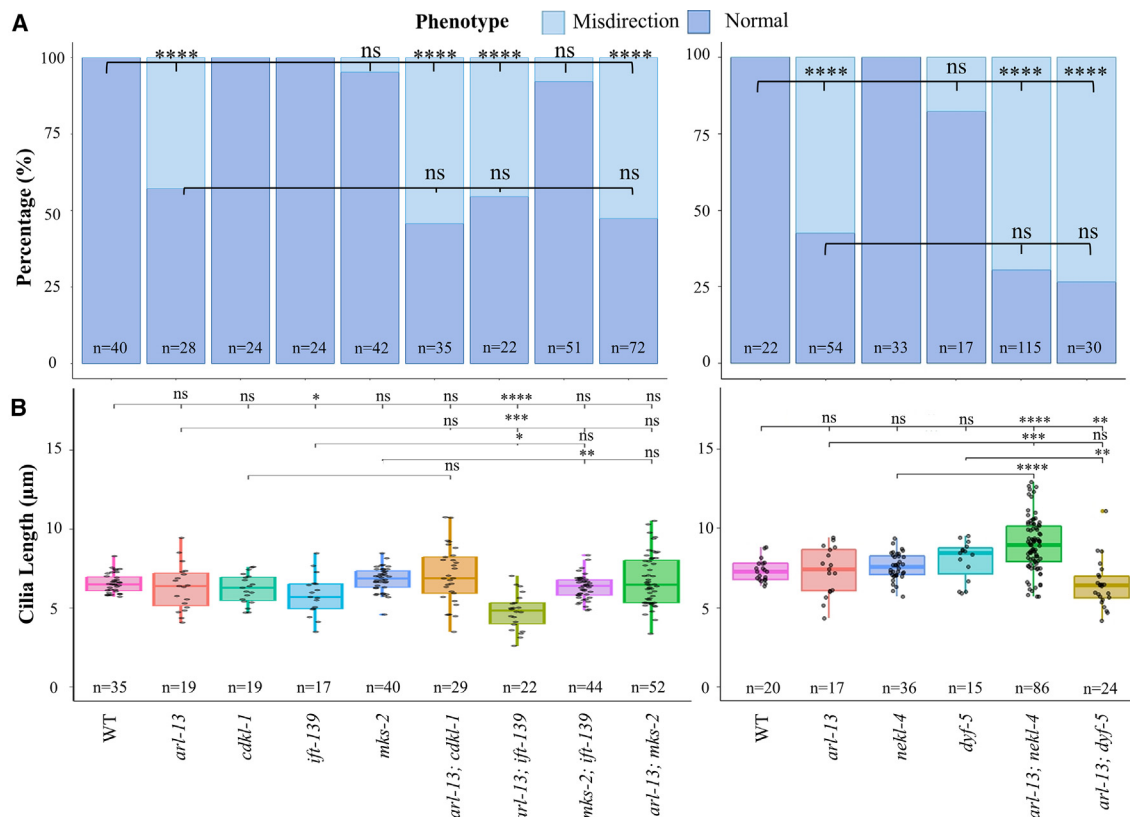 A
Phenotype Misdirection Normal
Percentage (%)
100
75
50
25
0
**** ns **** **** ns ****
ns ns ns
n=40 n=28 n=24 n=24 n=42 n=35 n=22 n=51 n=72
100
75
50
25
0
**** ns **** ****
ns ns
n=22 n=54 n=33 n=17 n=115 n=30
B
Cilia Length (μm)
15
10
5
0
ns ns * ns ns **** ns ns
ns *** ns
* ns
** ns
ns
n=35 n=19 n=19 n=17 n=40 n=29 n=22 n=44 n=52
WT
arl-13
cdkl-1
ift-139
mks-2
arl-13; cdkl-1
arl-13; ift-139
mks-2; ift-139
arl-13; mks-2
15
10
5
0
ns ns ns **** **
*** ns
**
****
n=20 n=17 n=36 n=15 n=86 n=24
WT
arl-13
nekl-4
dyf-5
arl-13; nekl-4
arl-13; dyf-5